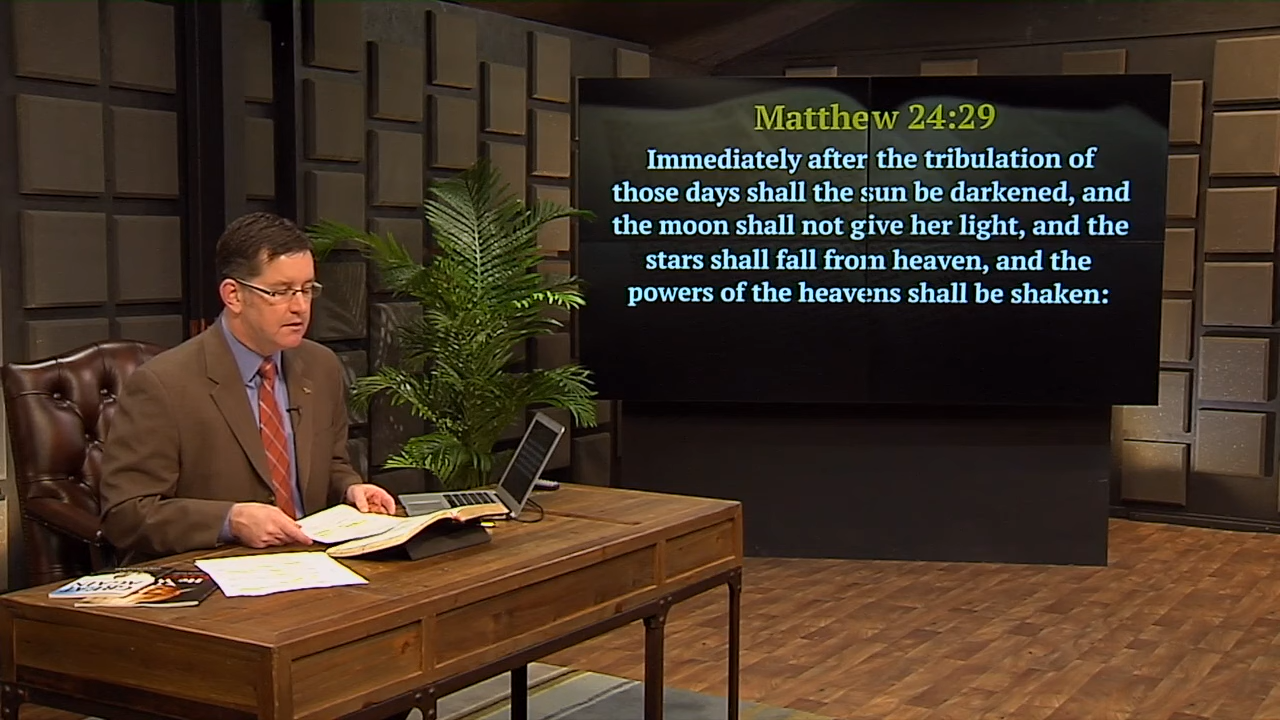 Matthew 24:29
Immediately after the tribulation of
those days shall the sun be darkened, and
the moon shall not give her light, and the
stars shall fall from heaven, and the
powers of the heavens shall be shaken: